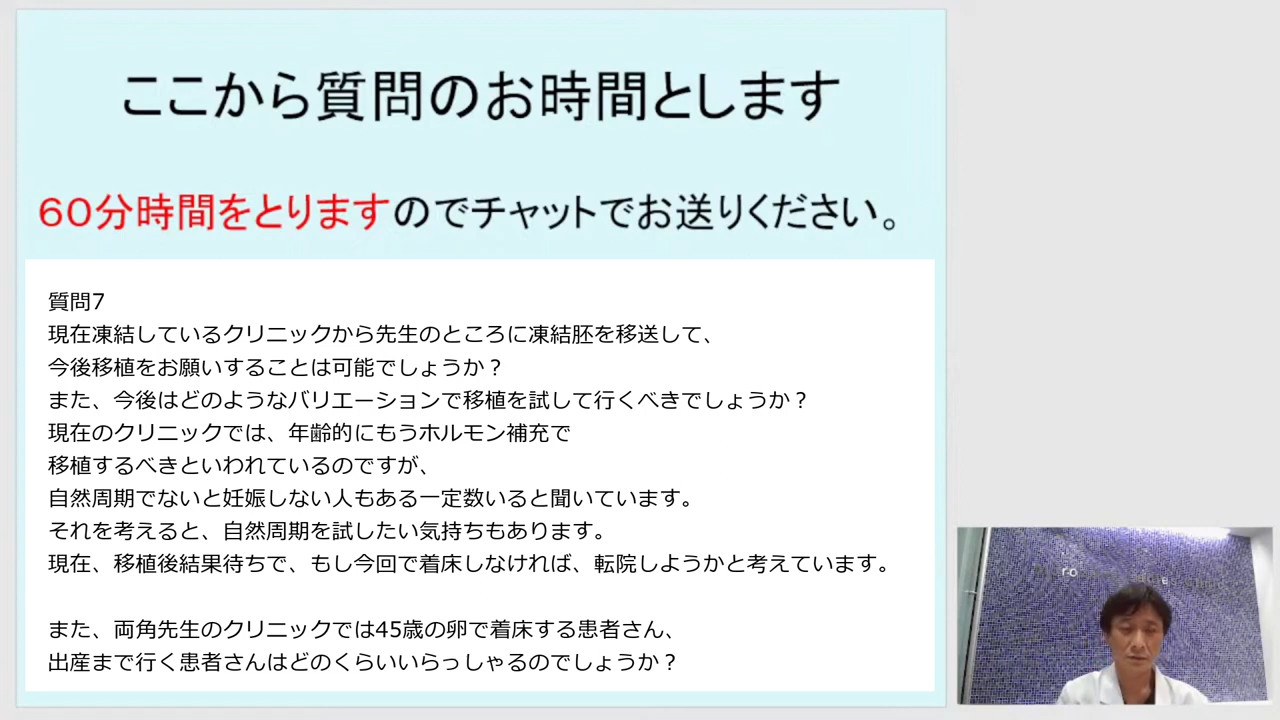 ここから質問のお時間とします
60分時間をとりますのでチャットでお送りください。
質問7
現在凍結しているクリニックから先生のところに凍結胚を移送して、
今後移植をお願いすることは可能でしょうか？
また、今後はどのようなバリエーションで移植を試して行くべきでしょうか？
現在のクリニックでは、年齢的にもうホルモン補充で
移植するべきといわれているのですが、
自然周期でないと妊娠しない人もある一定数いると聞いています。
それを考えると、自然周期を試したい気持ちもあります。
現在、移植後結果待ちで、もし今回で着床しなければ、転院しようかと考えています。
また、両角先生のクリニックでは45歳の卵で着床する患者さん、
出産まで行く患者さんはどのくらいいらっしゃるのでしょうか？